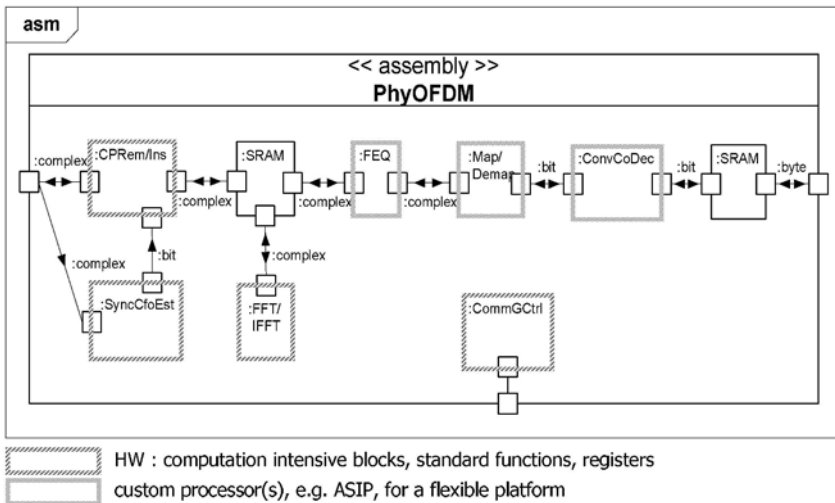 asm
<< assembly >>
PhyOFDM
:complex
:CPRem/Ins
:complex
:SRAM
:complex
:FEQ
:complex
:Map/
Demap
:bit
:ConvCoDec
:bit
:SRAM
:byte
:complex
:bit
:complex
:SyncCfoEst
:FFT/
IFFT
:CommGCtrl
HW : computation intensive blocks, standard functions, registers
custom processor(s), e.g. ASIP, for a flexible platform